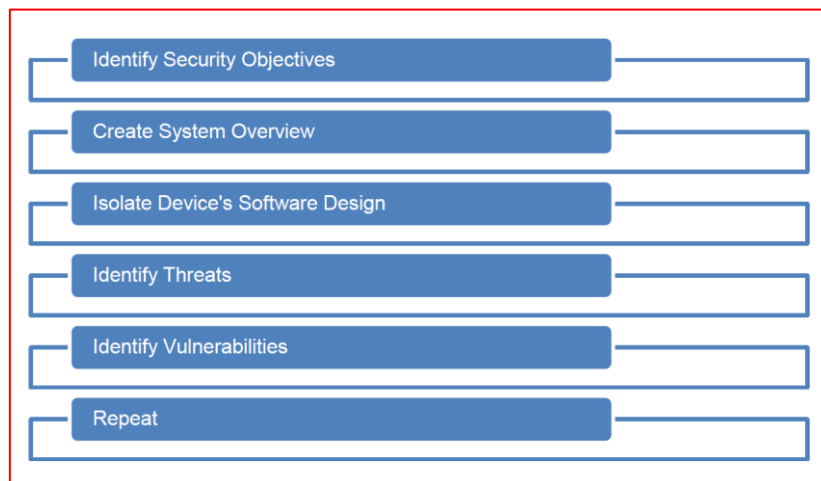 Identify Security Objectives
Create System Overview
Isolate Device's Software Design
Identify Threats
Identify Vulnerabilities
Repeat